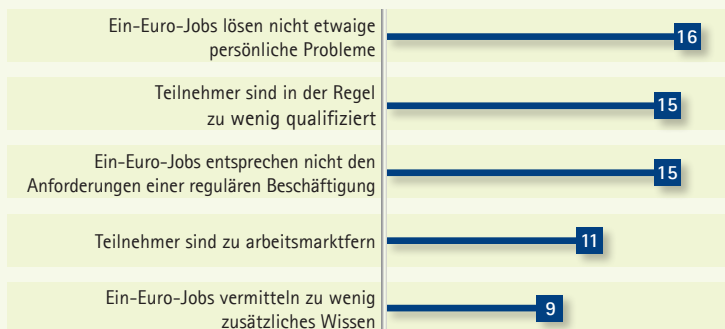 Ein-Euro-Jobs lösen nicht etwaige
persönliche Probleme
16
Teilnehmer sind in der Regel
zu wenig qualifiziert
15
Ein-Euro-Jobs entsprechen nicht den
Anforderungen einer regulären Beschäftigung
15
Teilnehmer sind zu arbeitsmarktfern
11
Ein-Euro-Jobs vermitteln zu wenig
zusätzliches Wissen
9